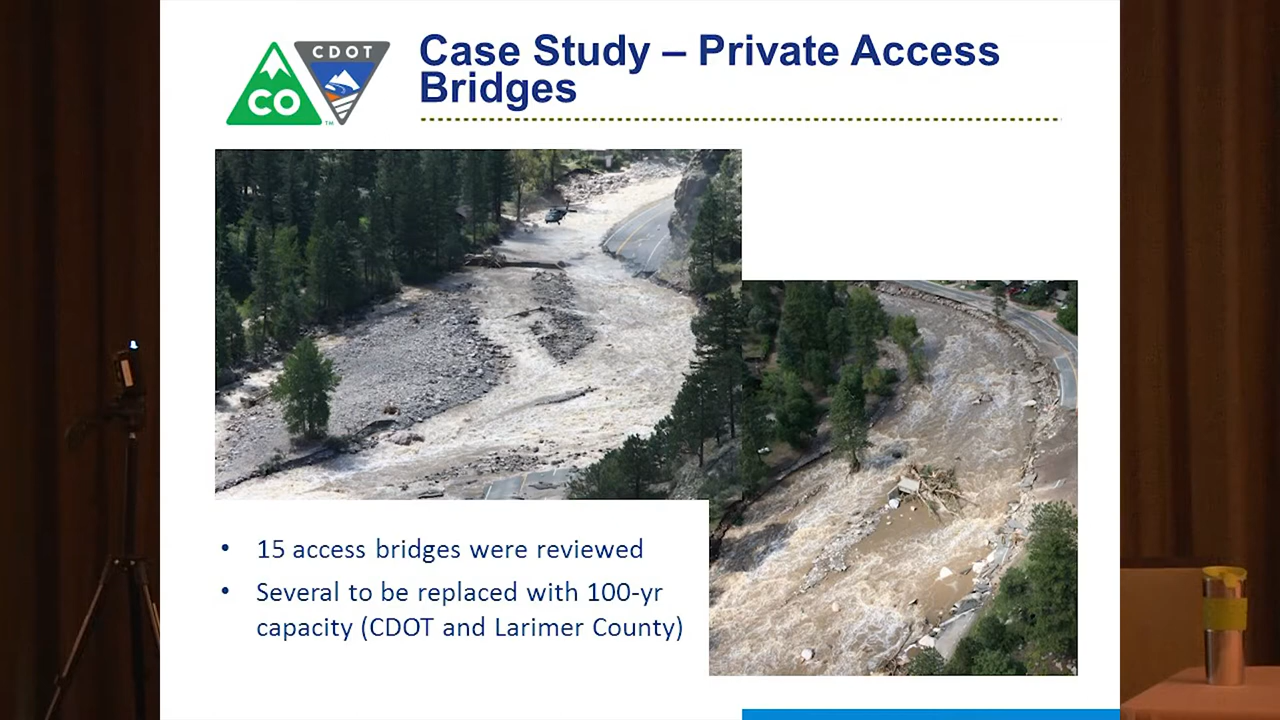 CDOT
CO
TM
Case Study – Private Access
Bridges
• 15 access bridges were reviewed
• Several to be replaced with 100-yr
capacity (CDOT and Larimer County)